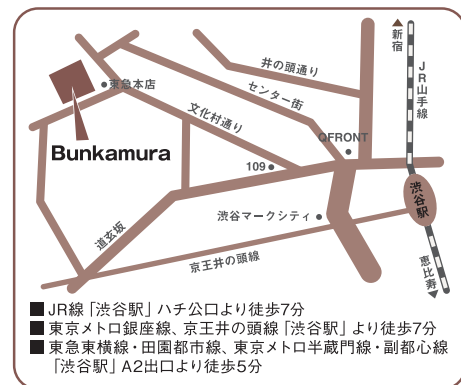 新宿
JR山手線
井の頭通り
センター街
東急本店
文化村通り
QFRONT
Bunkamura
109
渋谷駅
道玄坂
渋谷マークシティ
京王井の頭線
恵比寿
■JR線「渋谷駅」ハチ公口より徒歩7分
■東京メトロ銀座線、京王井の頭線「渋谷駅」より徒歩7分
■東急東横線・田園都市線、東京メトロ半蔵門線・副都心線
「渋谷駅」A2出口より徒歩5分